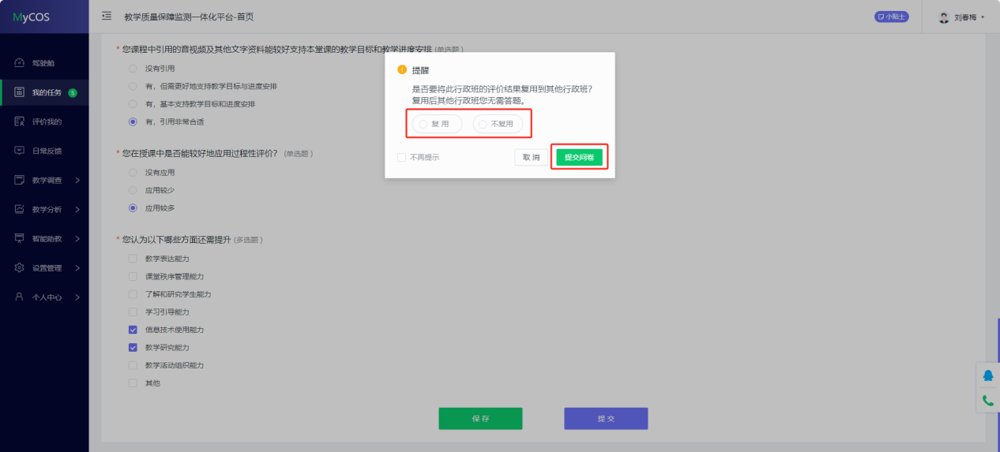 MyCOS
教学质量保障监测一体化平台-首页
小贴士
刘春梅
驾驶舱
我的任务 5
评价我的
日常反馈
教学调查
教学分析
智能助教
设置管理
个人中心
* 您课程中引用的音视频及其他文字资料能较好支持本堂课的教学目标和教学进度安排 (单选题)
没有引用
有，但需更好地支持教学目标与进度安排
有，基本支持教学目标和进度安排
有，引用非常合适
* 您在授课中是否能较好地应用过程性评价？ (单选题)
没有应用
应用较少
应用较多
* 您认为以下哪些方面还需提升 (多选题)
教学表达能力
课堂秩序管理能力
了解和研究学生能力
学习引导能力
信息技术使用能力
教学研究能力
教学活动组织能力
其他
保存
提交
提醒
是否要将此行政班的评价结果复用到其他行政班？
复用后其他行政班您无需答题。
复用
不复用
不再提示
取消
提交问卷